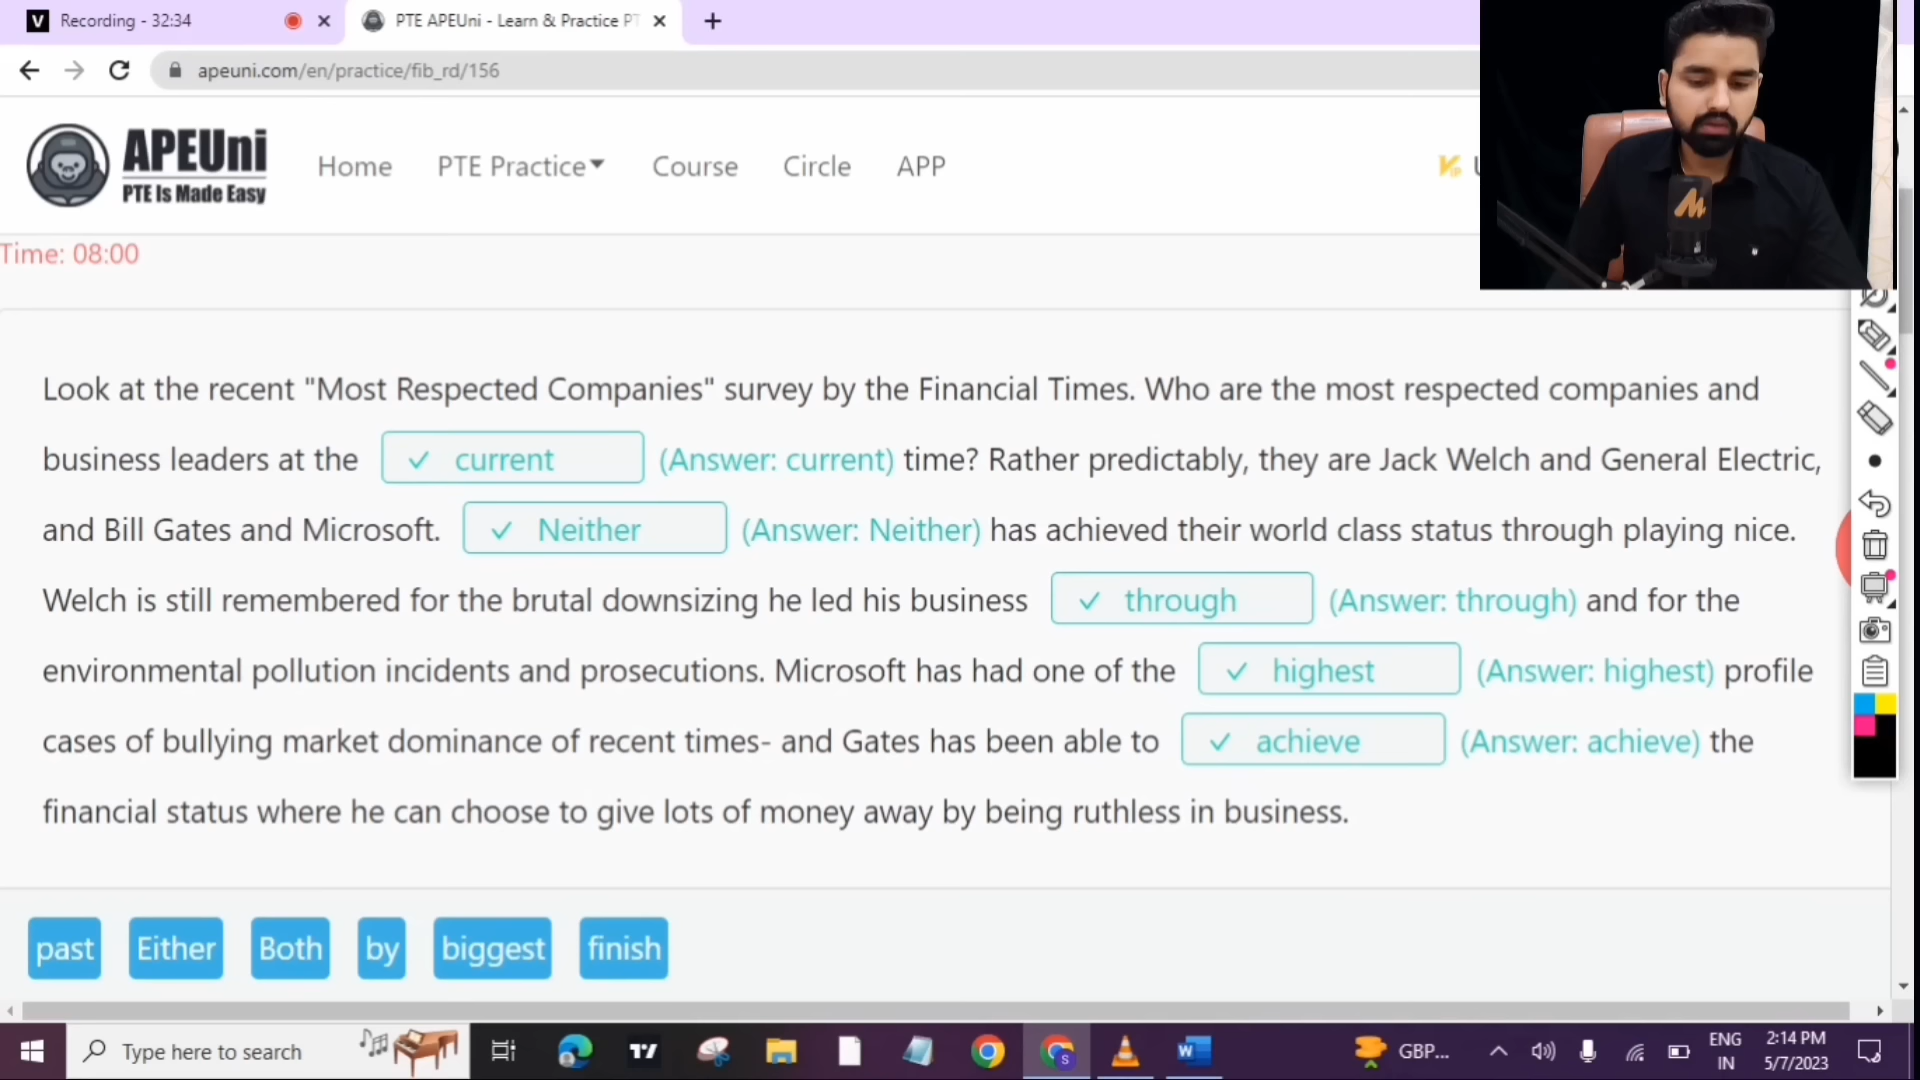 Recording - 32:34
PTE APEUni - Learn & Practice PT
apeuni.com/en/practice/fib_rd/156
APEUni
PTE Is Made Easy
Home PTE Practice Course Circle APP
Time: 08:00
Look at the recent "Most Respected Companies" survey by the Financial Times. Who are the most respected companies and
business leaders at the ✓ current (Answer: current) time? Rather predictably, they are Jack Welch and General Electric,
and Bill Gates and Microsoft. ✓ Neither (Answer: Neither) has achieved their world class status through playing nice.
Welch is still remembered for the brutal downsizing he led his business ✓ through (Answer: through) and for the
environmental pollution incidents and prosecutions. Microsoft has had one of the ✓ highest (Answer: highest) profile
cases of bullying market dominance of recent times- and Gates has been able to ✓ achieve (Answer: achieve) the
financial status where he can choose to give lots of money away by being ruthless in business.
past Either Both by biggest finish
Type here to search
GBP...
ENG
IN
2:14 PM
5/7/2023